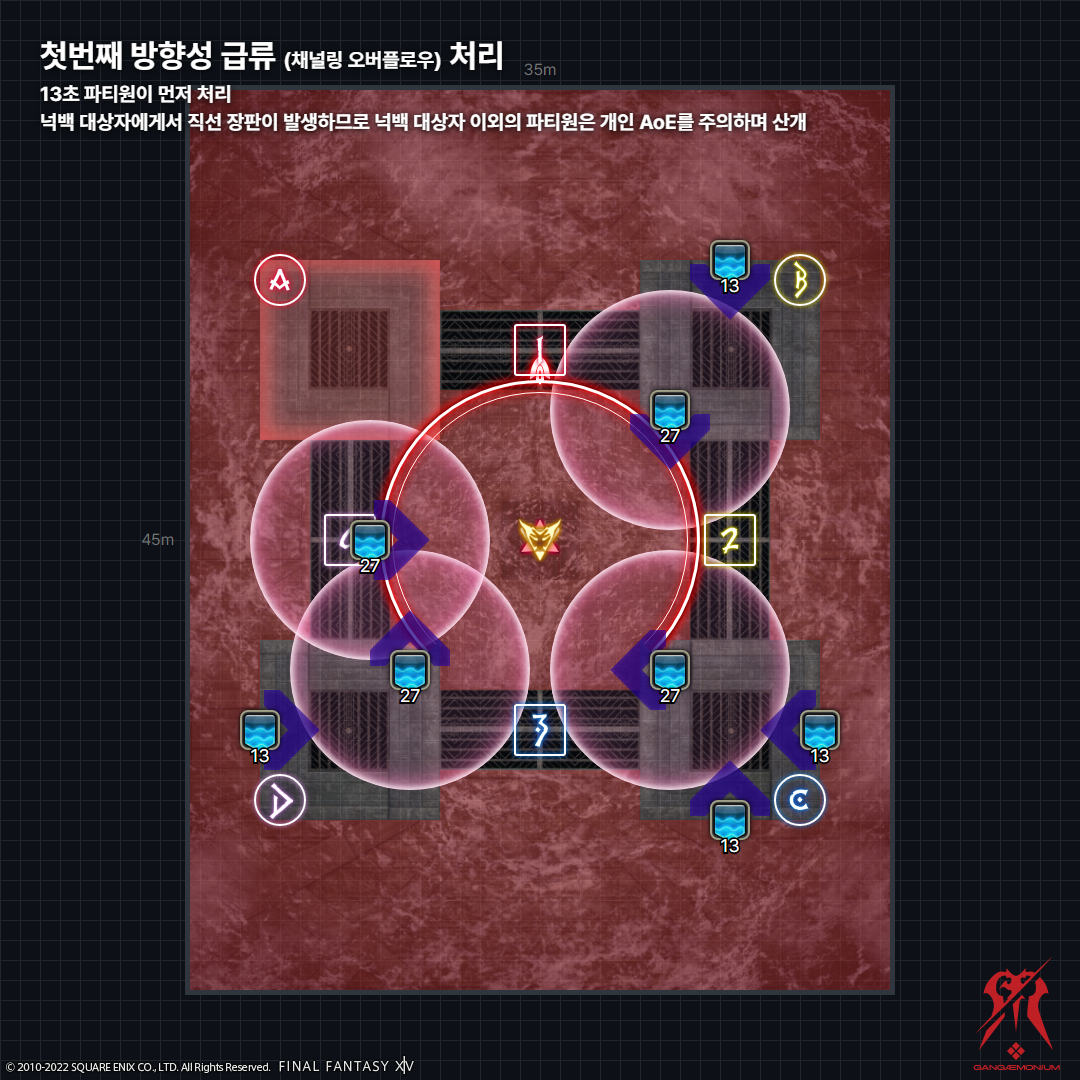 첫번째 방향성 급류 (채널링 오버플로우) 처리
35m
13초 파티원이 먼저 처리
넉백 대상자에게서 직선 장판이 발생하므로 넉백 대상자 이외의 파티원은 개인 AoE를 주의하며 산개
A
13
B
1
27
45m
27
2
27
27
13
3
13
D
C
13
GANGÆMONIUM
© 2010-2022 SQUARE ENIX CO., LTD. All Rights Reserved. FINAL FANTASY XIV